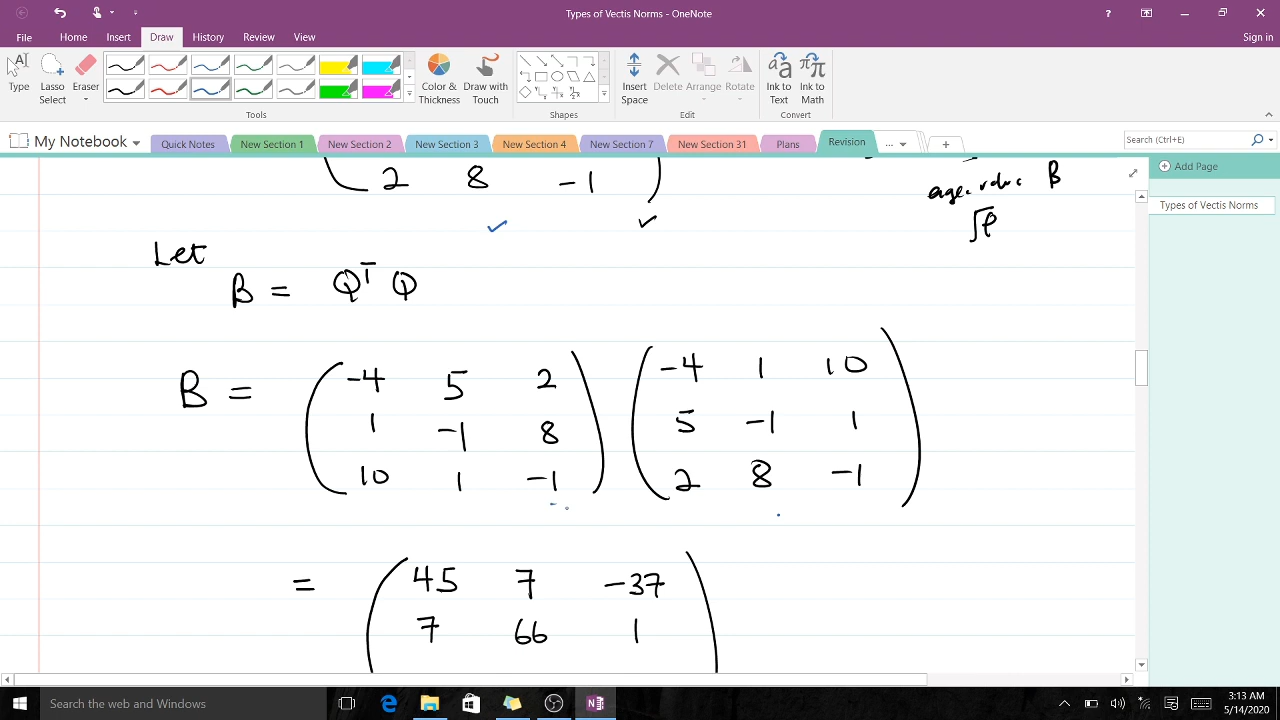 Types of Vectis Norms - OneNote
File Home Insert Draw History Review View
Sign in
Type Lasso Select Eraser
Color & Thickness Draw with Touch
Insert Space Delete Arrange Rotate
Ink to Text Ink to Math
Tools Shapes Edit Convert
My Notebook Quick Notes New Section 1 New Section 2 New Section 3 New Section 4 New Section 7 New Section 31 Plans Revision ... +
Search (Ctrl+E)
Add Page
Types of Vectis Norms
2 8 -1
B
√ρ
Let
B = Qᵀ Q
B = ( -4 5 2 ) ( -4 1 10 )
1 -1 8 5 -1 1
10 1 -1 2 8 -1
= ( 45 7 -37 )
7 66 1
Search the web and Windows
3:13 AM
5/14/2020